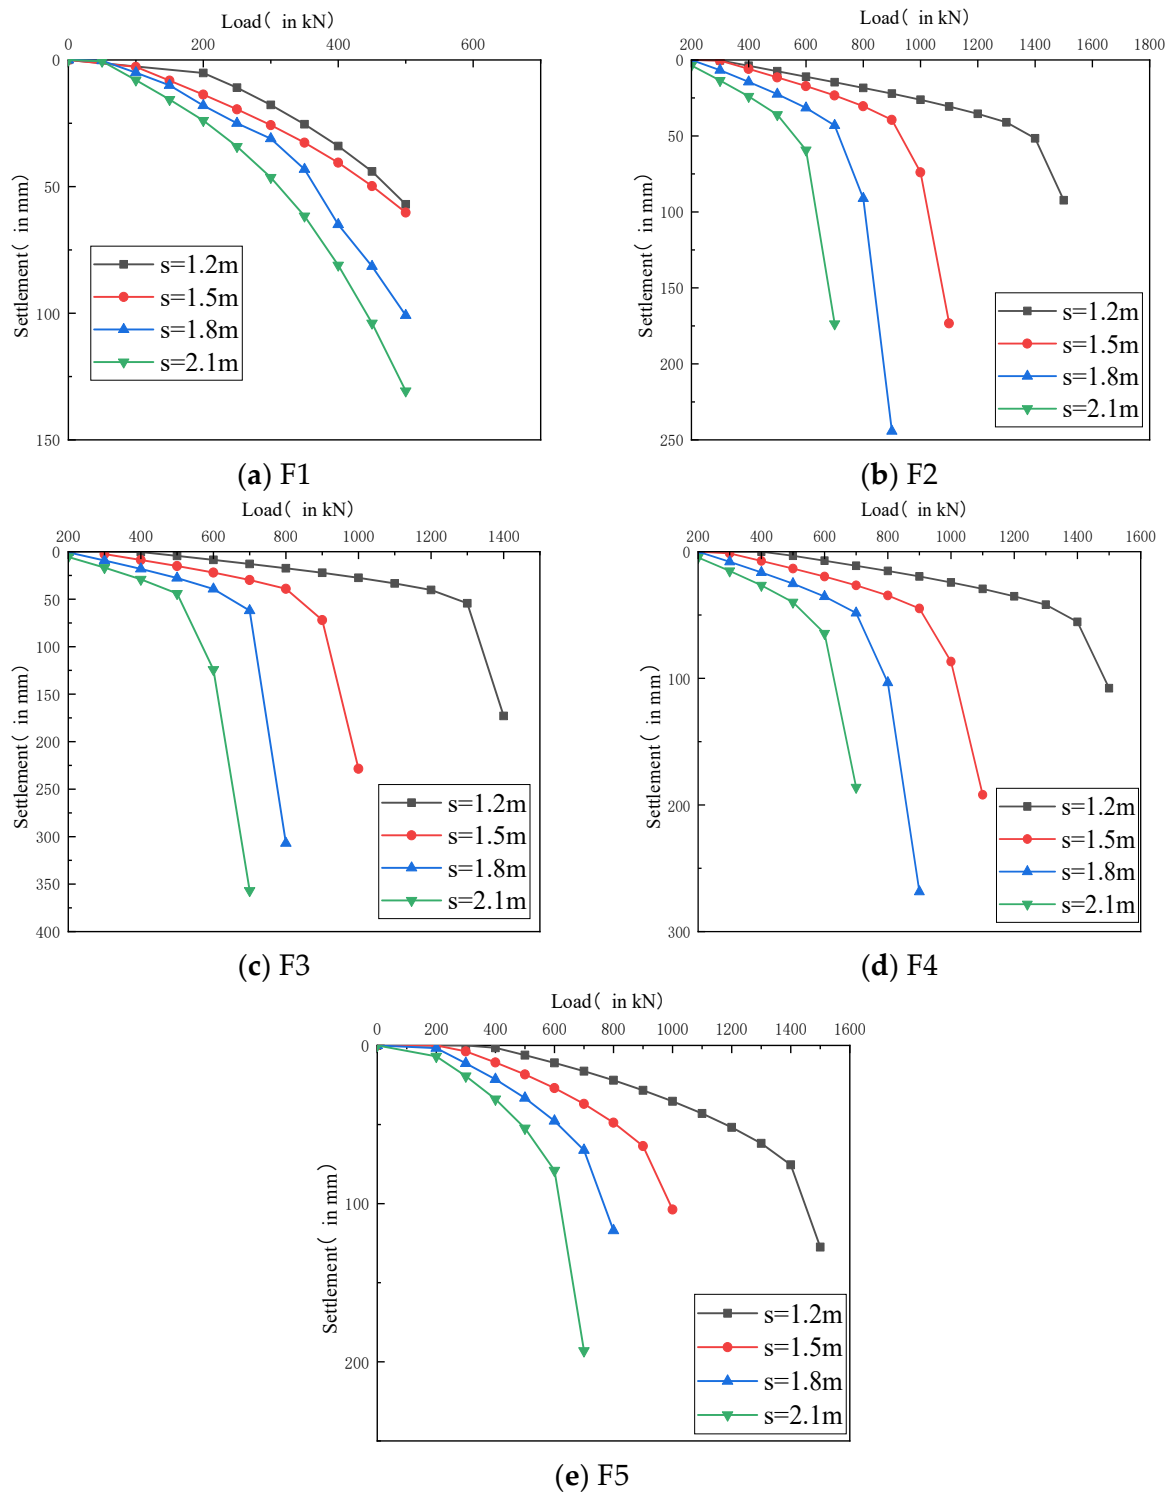 Load( in kN)
0 200 400 600
0
50
100
150
Settlement( in mm)
s=1.2m
s=1.5m
s=1.8m
s=2.1m
(a) F1
Load( in kN)
200 400 600 800 1000 1200 1400 1600 1800
0
50
100
150
200
250
Settlement( in mm)
s=1.2m
s=1.5m
s=1.8m
s=2.1m
(b) F2
Load( in kN)
200 400 600 800 1000 1200 1400
0
50
100
150
200
250
300
350
400
Settlement( in mm)
s=1.2m
s=1.5m
s=1.8m
s=2.1m
(c) F3
Load( in kN)
200 400 600 800 1000 1200 1400 1600
0
100
200
300
Settlement( in mm)
s=1.2m
s=1.5m
s=1.8m
s=2.1m
(d) F4
Load( in kN)
0 200 400 600 800 1000 1200 1400 1600
0
100
200
Settlement( in mm)
s=1.2m
s=1.5m
s=1.8m
s=2.1m
(e) F5